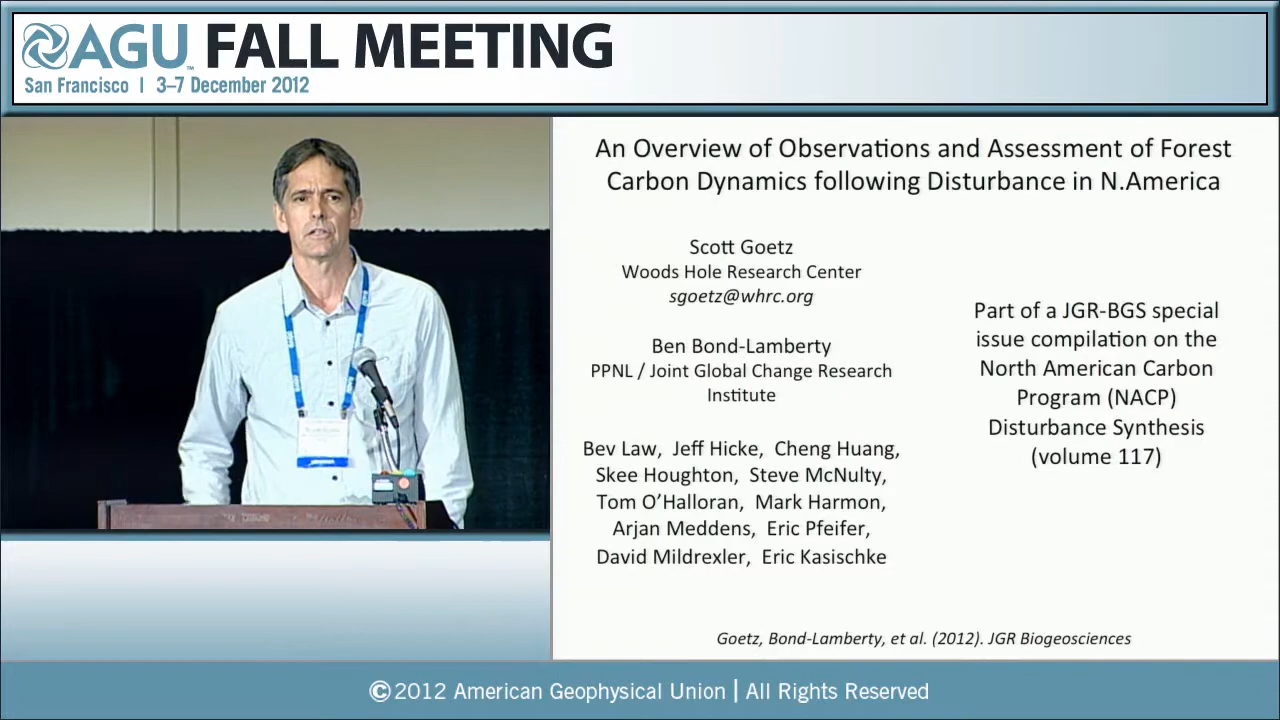 AGU™ FALL MEETING
San Francisco | 3–7 December 2012
An Overview of Observations and Assessment of Forest
Carbon Dynamics following Disturbance in N.America
Scott Goetz
Woods Hole Research Center
sgoetz@whrc.org
Ben Bond-Lamberty
PPNL / Joint Global Change Research
Institute
Bev Law, Jeff Hicke, Cheng Huang,
Skee Houghton, Steve McNulty,
Tom O’Halloran, Mark Harmon,
Arjan Meddens, Eric Pfeifer,
David Mildrexler, Eric Kasischke
Part of a JGR-BGS special
issue compilation on the
North American Carbon
Program (NACP)
Disturbance Synthesis
(volume 117)
Goetz, Bond-Lamberty, et al. (2012). JGR Biogeosciences
©2012 American Geophysical Union | All Rights Reserved